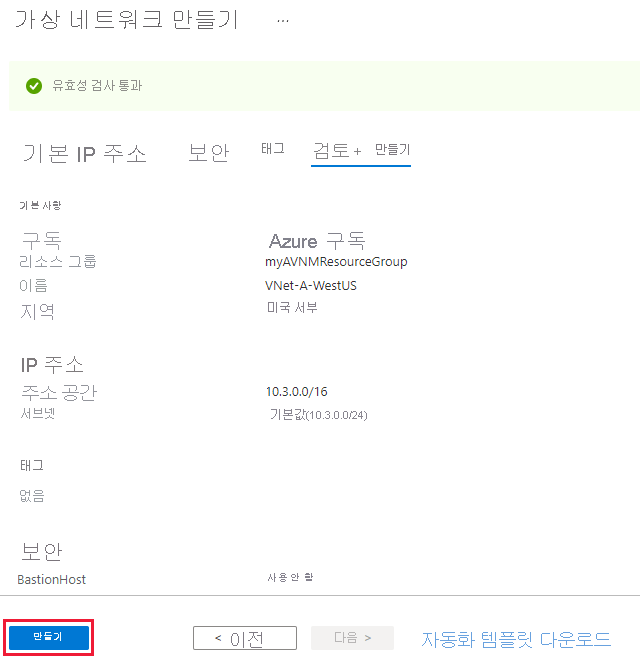 가상 네트워크 만들기 ...
유효성 검사 통과
기본 IP 주소 보안 태그 검토 + 만들기
기본 사항
구독 Azure 구독
리소스 그룹 myAVNMResourceGroup
이름 VNet-A-WestUS
지역 미국 서부
IP 주소
주소 공간 10.3.0.0/16
서브넷 기본값(10.3.0.0/24)
태그
없음
보안
BastionHost 사용 안 함
만들기 < 이전 다음 > 자동화 템플릿 다운로드